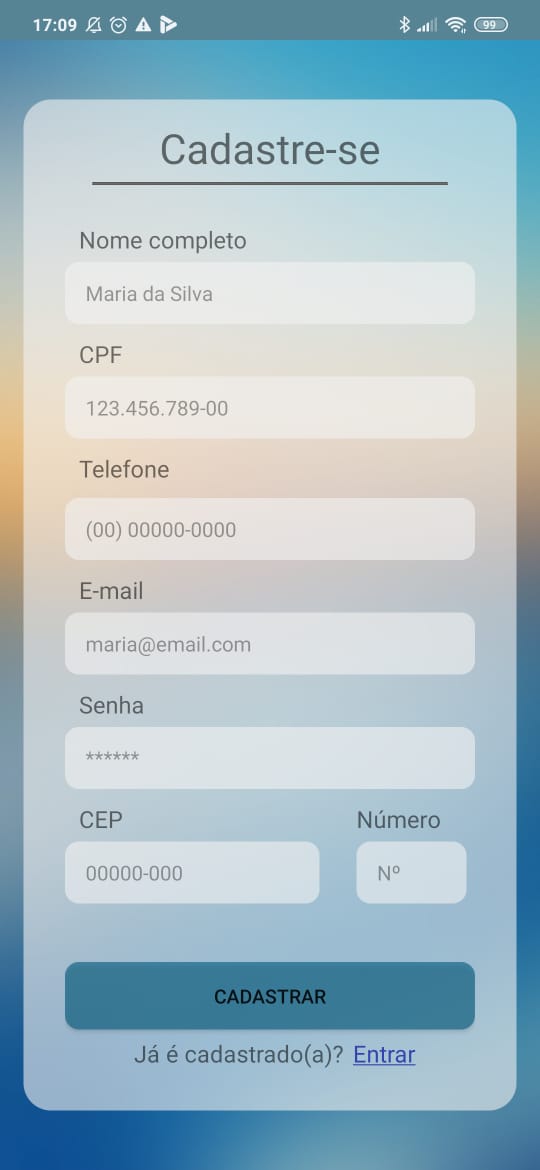 17:09 99
Cadastre-se
Nome completo
Maria da Silva
CPF
123.456.789-00
Telefone
(00) 00000-0000
E-mail
maria@email.com
Senha
******
CEP Número
00000-000 Nº
CADASTRAR
Já é cadastrado(a)? Entrar